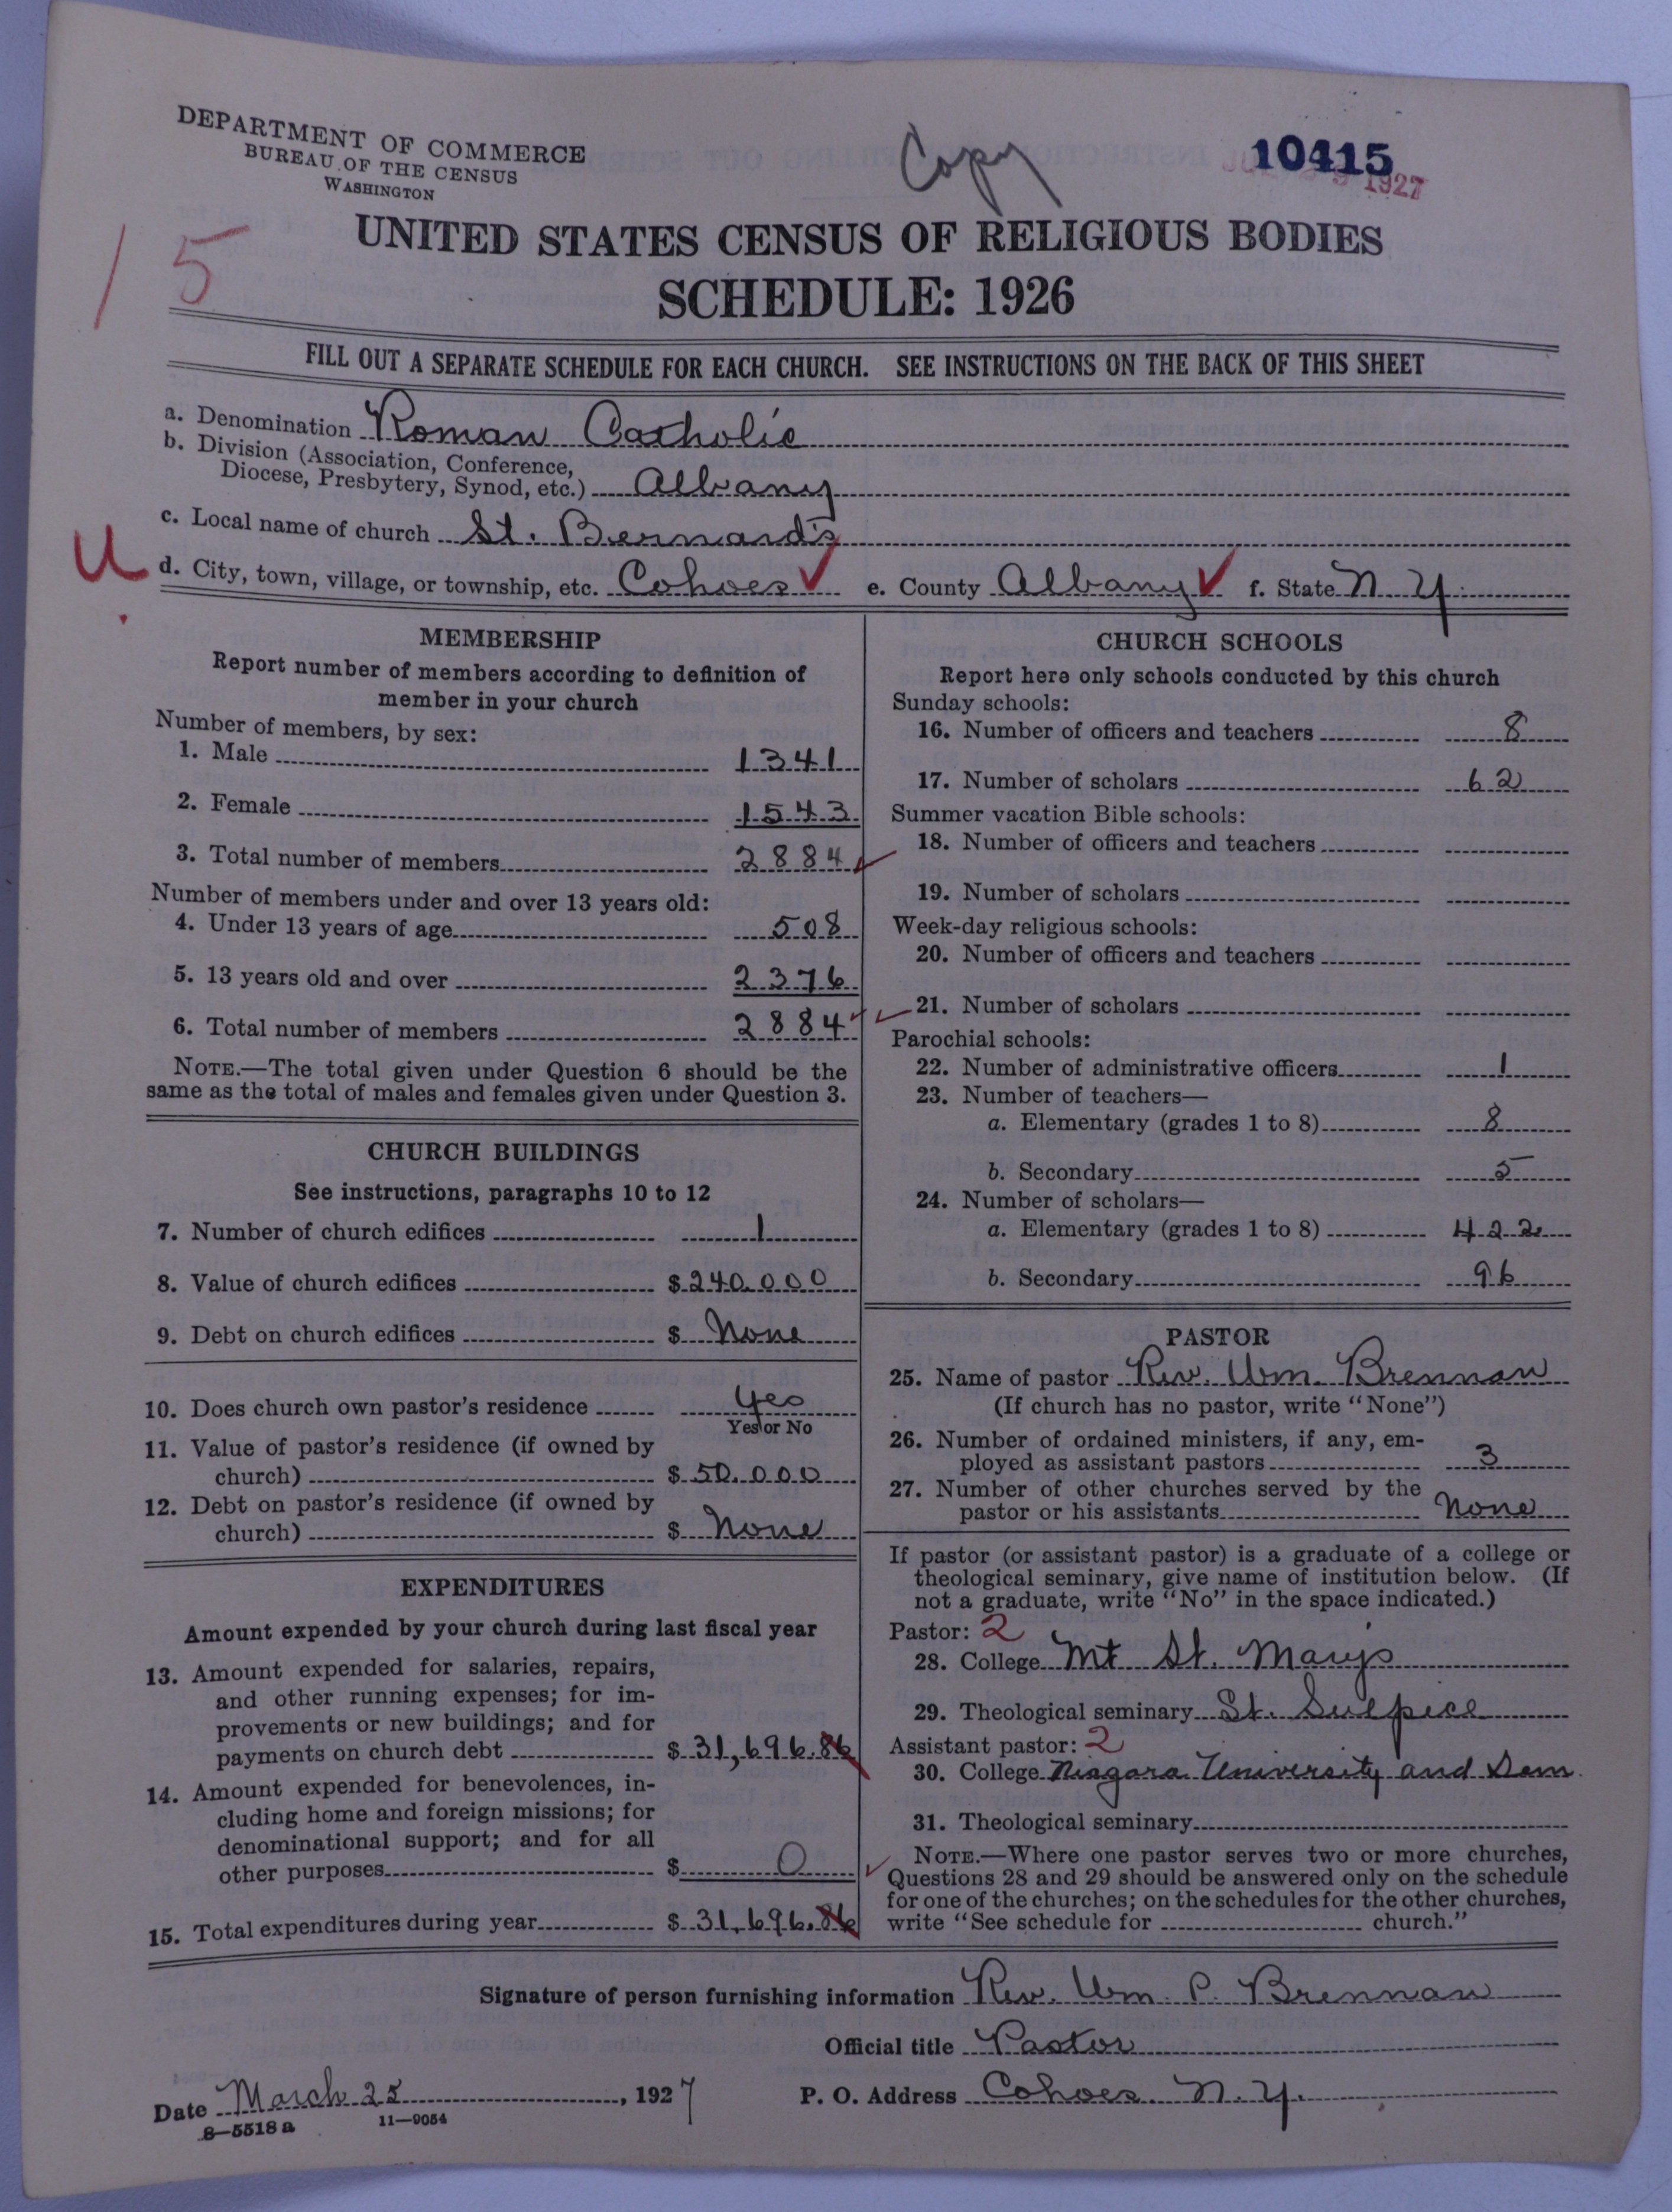 DEPARTMENT OF COMMERCE
BUREAU OF THE CENSUS
WASHINGTON
Copy
10415
1927
15
UNITED STATES CENSUS OF RELIGIOUS BODIES
SCHEDULE: 1926
FILL OUT A SEPARATE SCHEDULE FOR EACH CHURCH. SEE INSTRUCTIONS ON THE BACK OF THIS SHEET
a. Denomination Roman Catholic
b. Division (Association, Conference,
Diocese, Presbytery, Synod, etc.) Albany
c. Local name of church St. Bernard's
U.
d. City, town, village, or township, etc. Cohoes ✓ e. County Albany ✓ f. State N.Y.
MEMBERSHIP
Report number of members according to definition of
member in your church
Number of members, by sex:
1. Male 1341
2. Female 1543
3. Total number of members 2884
Number of members under and over 13 years old:
4. Under 13 years of age 508
5. 13 years old and over 2376
6. Total number of members 2884
NOTE.—The total given under Question 6 should be the
same as the total of males and females given under Question 3.
CHURCH BUILDINGS
See instructions, paragraphs 10 to 12
7. Number of church edifices 1
8. Value of church edifices $240.000
9. Debt on church edifices $ None
10. Does church own pastor's residence Yes
Yes or No
11. Value of pastor's residence (if owned by
church) $50.000
12. Debt on pastor's residence (if owned by
church) $ None
EXPENDITURES
Amount expended by your church during last fiscal year
13. Amount expended for salaries, repairs,
and other running expenses; for im-
provements or new buildings; and for
payments on church debt $31,696.86
14. Amount expended for benevolences, in-
cluding home and foreign missions; for
denominational support; and for all
other purposes $ 0
15. Total expenditures during year $31,696.86
CHURCH SCHOOLS
Report here only schools conducted by this church
Sunday schools:
16. Number of officers and teachers 8
17. Number of scholars 62
Summer vacation Bible schools:
18. Number of officers and teachers
19. Number of scholars
Week-day religious schools:
20. Number of officers and teachers
21. Number of scholars
Parochial schools:
22. Number of administrative officers 1
23. Number of teachers—
a. Elementary (grades 1 to 8) 8
b. Secondary 5
24. Number of scholars—
a. Elementary (grades 1 to 8) 422
b. Secondary 96
PASTOR
25. Name of pastor Rev. Wm. Brennan
(If church has no pastor, write "None")
26. Number of ordained ministers, if any, em-
ployed as assistant pastors 3
27. Number of other churches served by the
pastor or his assistants None
If pastor (or assistant pastor) is a graduate of a college or
theological seminary, give name of institution below. (If
not a graduate, write "No" in the space indicated.)
Pastor: 2
28. College Mt St. Mary's
29. Theological seminary St. Sulpice
Assistant pastor: 2
30. College Niagara University and Sem.
31. Theological seminary
NOTE.—Where one pastor serves two or more churches,
Questions 28 and 29 should be answered only on the schedule
for one of the churches; on the schedules for the other churches,
write "See schedule for church."
Signature of person furnishing information Rev. Wm. P. Brennan
Official title Pastor
Date March 25, 1927 P. O. Address Cohoes. N.Y.
8—5518 a 11—9054